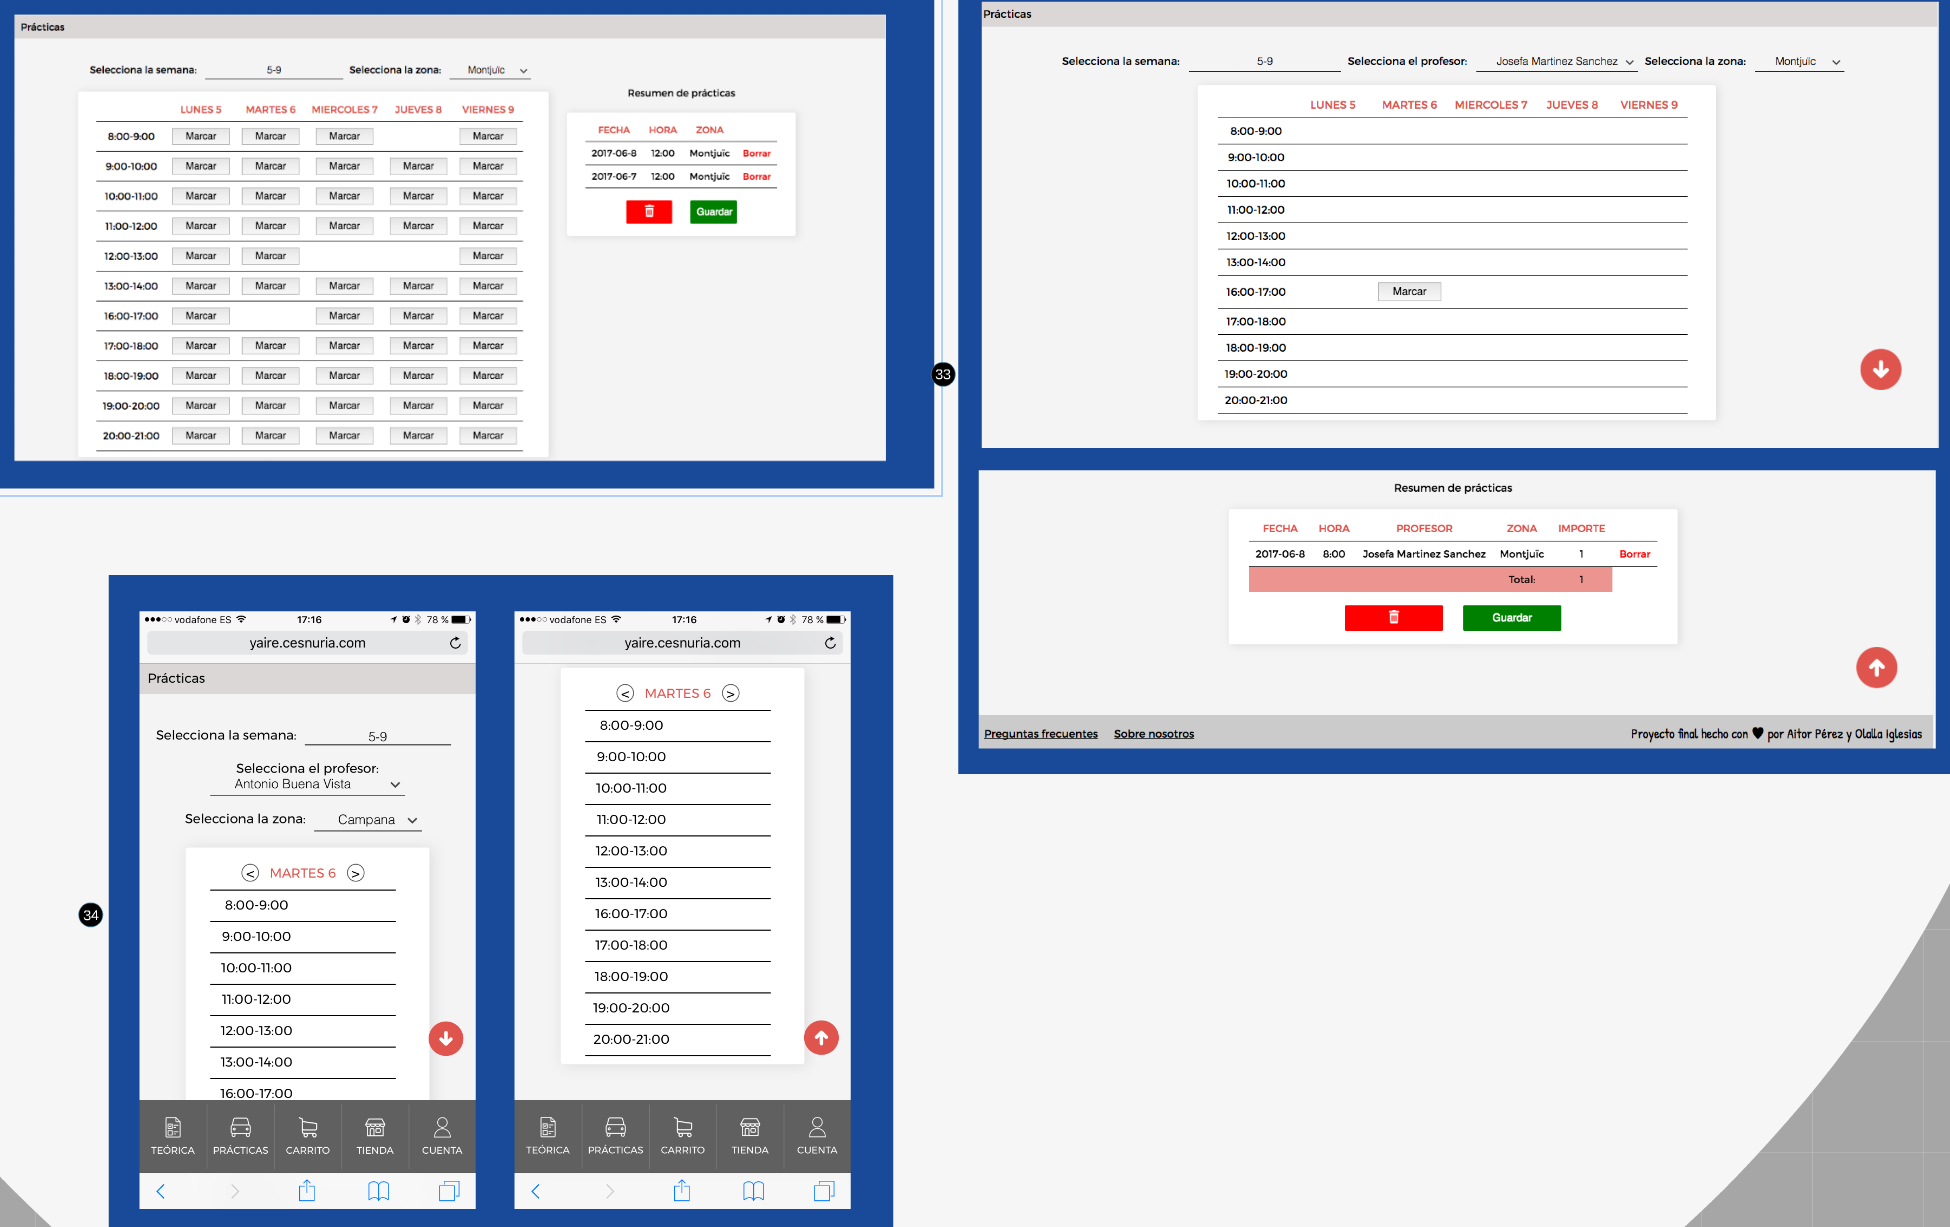 Prácticas
Selecciona la semana: 5-9 Selecciona la zona: Montjuïc
LUNES 5 MARTES 6 MIERCOLES 7 JUEVES 8 VIERNES 9
8:00-9:00 Marcar Marcar Marcar Marcar
9:00-10:00 Marcar Marcar Marcar Marcar Marcar
10:00-11:00 Marcar Marcar Marcar Marcar Marcar
11:00-12:00 Marcar Marcar Marcar Marcar Marcar
12:00-13:00 Marcar Marcar Marcar
13:00-14:00 Marcar Marcar Marcar Marcar Marcar
16:00-17:00 Marcar Marcar Marcar Marcar
17:00-18:00 Marcar Marcar Marcar Marcar Marcar
18:00-19:00 Marcar Marcar Marcar Marcar Marcar
19:00-20:00 Marcar Marcar Marcar Marcar Marcar
20:00-21:00 Marcar Marcar Marcar Marcar Marcar
Resumen de prácticas
FECHA HORA ZONA
2017-06-8 12:00 Montjuïc Borrar
2017-06-7 12:00 Montjuïc Borrar
Guardar
33
Prácticas
Selecciona la semana: 5-9 Selecciona el profesor: Josefa Martinez Sanchez Selecciona la zona: Montjuïc
LUNES 5 MARTES 6 MIERCOLES 7 JUEVES 8 VIERNES 9
8:00-9:00
9:00-10:00
10:00-11:00
11:00-12:00
12:00-13:00
13:00-14:00
16:00-17:00 Marcar
17:00-18:00
18:00-19:00
19:00-20:00
20:00-21:00
Resumen de prácticas
FECHA HORA PROFESOR ZONA IMPORTE
2017-06-8 8:00 Josefa Martinez Sanchez Montjuïc 1 Borrar
Total: 1
Guardar
Preguntas frecuentes Sobre nosotros Proyecto final hecho con ♥ por Aitor Pérez y Olalla Iglesias
34
vodafone ES 17:16 78 %
yaire.cesnuria.com
Prácticas
Selecciona la semana: 5-9
Selecciona el profesor:
Antonio Buena Vista
Selecciona la zona: Campana
< MARTES 6 >
8:00-9:00
9:00-10:00
10:00-11:00
11:00-12:00
12:00-13:00
13:00-14:00
16:00-17:00
TEÓRICA PRÁCTICAS CARRITO TIENDA CUENTA
vodafone ES 17:16 78 %
yaire.cesnuria.com
< MARTES 6 >
8:00-9:00
9:00-10:00
10:00-11:00
11:00-12:00
12:00-13:00
13:00-14:00
16:00-17:00
17:00-18:00
18:00-19:00
19:00-20:00
20:00-21:00
TEÓRICA PRÁCTICAS CARRITO TIENDA CUENTA